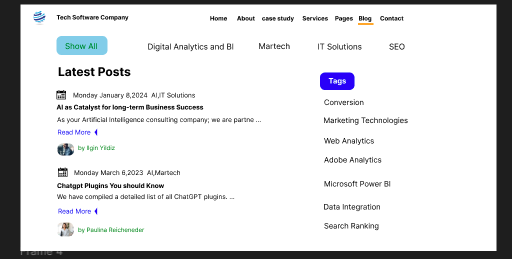 Tech Software Company
Home About case study Services Pages Blog Contact
Show All Digital Analytics and BI Martech IT Solutions SEO
Latest Posts
Monday January 8,2024 AI,IT Solutions
AI as Catalyst for long-term Business Success
As your Artificial Intelligence consulting company; we are partne ...
Read More
by Ilgin Yildiz
Monday March 6,2023 AI,Martech
Chatgpt Plugins You should Know
We have compiled a detailed list of all ChatGPT plugins. ...
Read More
by Paulina Reicheneder
Tags
Conversion
Marketing Technologies
Web Analytics
Adobe Analytics
Microsoft Power BI
Data Integration
Search Ranking
Frame 4